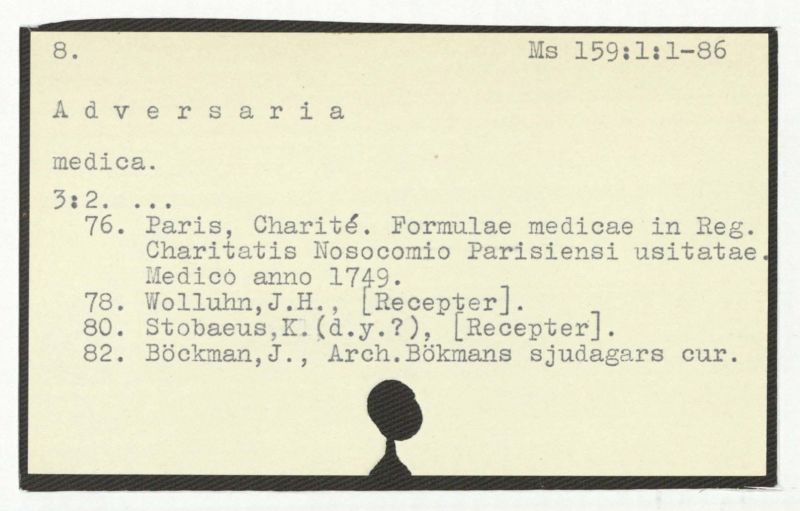 8. Ms 159:1:1-86
Adversaria
medica.
3:2. ...
76. Paris, Charité. Formulae medicae in Reg.
Charitatis Nosocomio Parisiensi usitatae.
Medico anno 1749.
78. Wolluhn,J.H., [Recepter].
80. Stobaeus,K.(d.y.?), [Recepter].
82. Böckman,J., Arch.Bökmans sjudagars cur.